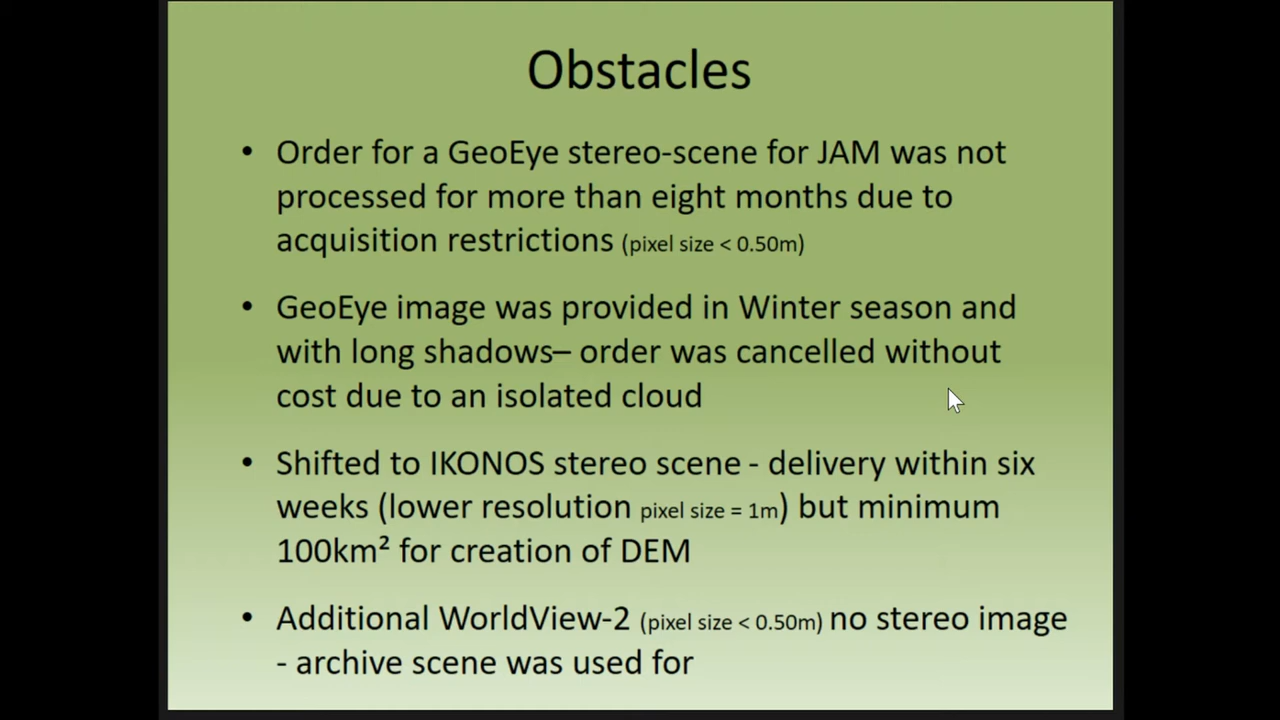 Obstacles
• Order for a GeoEye stereo-scene for JAM was not
processed for more than eight months due to
acquisition restrictions (pixel size < 0.50m)
• GeoEye image was provided in Winter season and
with long shadows– order was cancelled without
cost due to an isolated cloud
• Shifted to IKONOS stereo scene - delivery within six
weeks (lower resolution pixel size = 1m) but minimum
100km² for creation of DEM
• Additional WorldView-2 (pixel size < 0.50m) no stereo image
- archive scene was used for